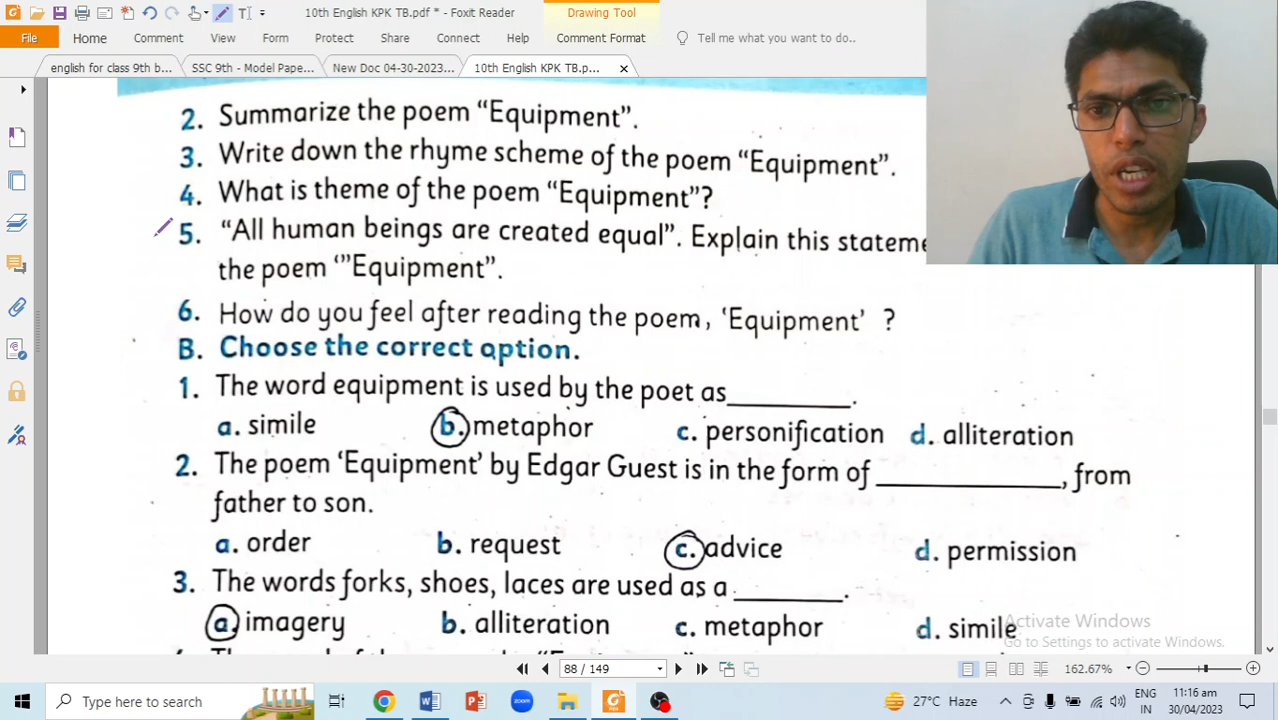 10th English KPK TB.pdf * - Foxit Reader
Drawing Tool
File Home Comment View Form Protect Share Connect Help Comment Format Tell me what you want to do..
english for class 9th b... SSC 9th - Model Pape... New Doc 04-30-2023... 10th English KPK TB.p...
2. Summarize the poem “Equipment”.
3. Write down the rhyme scheme of the poem “Equipment”.
4. What is theme of the poem “Equipment”?
5. “All human beings are created equal”. Explain this stateme
the poem “”Equipment”.
6. How do you feel after reading the poem, ‘Equipment’ ?
B. Choose the correct option.
1. The word equipment is used by the poet as__________.
a. simile b. metaphor c. personification d. alliteration
2. The poem ‘Equipment’ by Edgar Guest is in the form of ______________, from
father to son.
a. order b. request c. advice d. permission
3. The words forks, shoes, laces are used as a _________.
a. imagery b. alliteration c. metaphor d. simile
Activate Windows
Go to Settings to activate Windows.
88 / 149
162.67%
Type here to search
27°C Haze
ENG
IN
11:16 am
30/04/2023